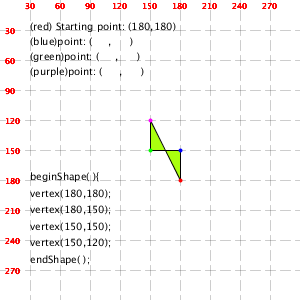 30 60 90 120 150 180 210 240 270
30
(red) Starting point: (180,180)
(blue)point: ( , )
(green)point: ( , )
60
(purple)point: ( , )
90
120
150
180
beginShape(){
vertex(180,180);
210
vertex(180,150);
vertex(150,150);
240
vertex(150,120);
endShape();
270